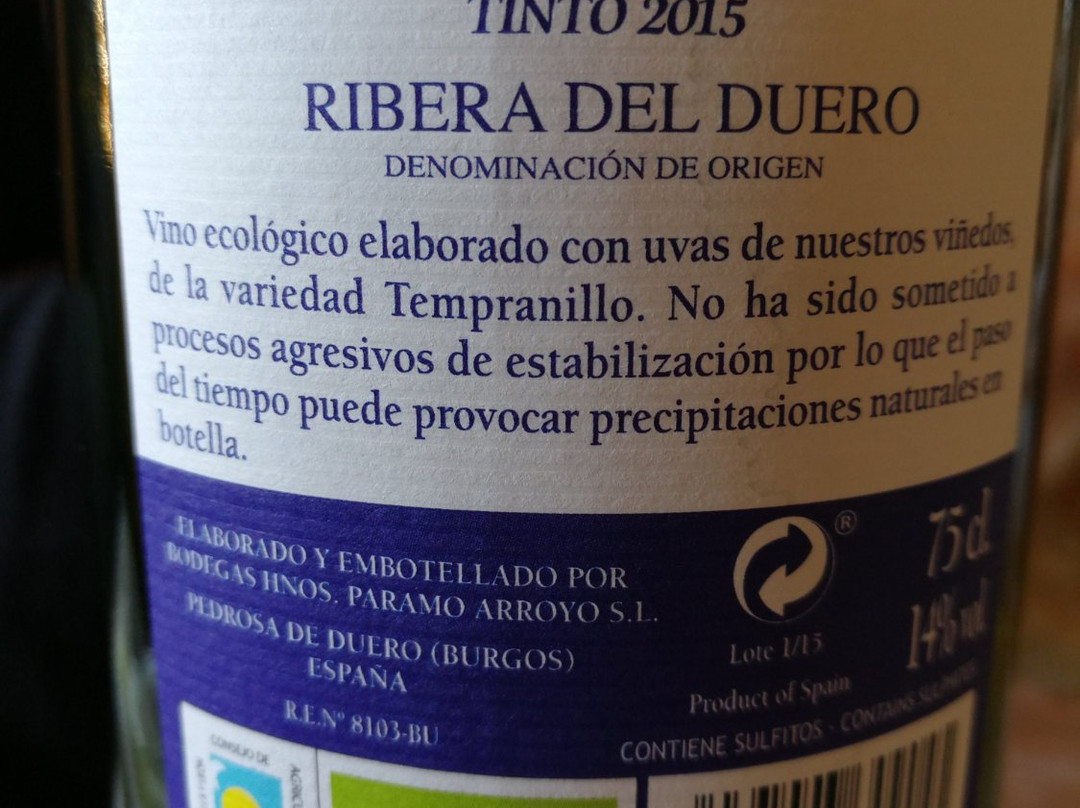 TINTO 2015
RIBERA DEL DUERO
DENOMINACIÓN DE ORIGEN
Vino ecológico elaborado con uvas de nuestros viñedos,
de la variedad Tempranillo. No ha sido sometido a
procesos agresivos de estabilización por lo que el paso
del tiempo puede provocar precipitaciones naturales en
botella.
ELABORADO Y EMBOTELLADO POR
BODEGAS HNOS. PARAMO ARROYO S.L.
PEDROSA DE DUERO (BURGOS)
ESPAÑA
R.E.Nº 8103-BU
®
75 cl.
14% vol
Lote 1/15
Product of Spain
CONTIENE SULFITOS - CONTAINS
CONSEJO DE